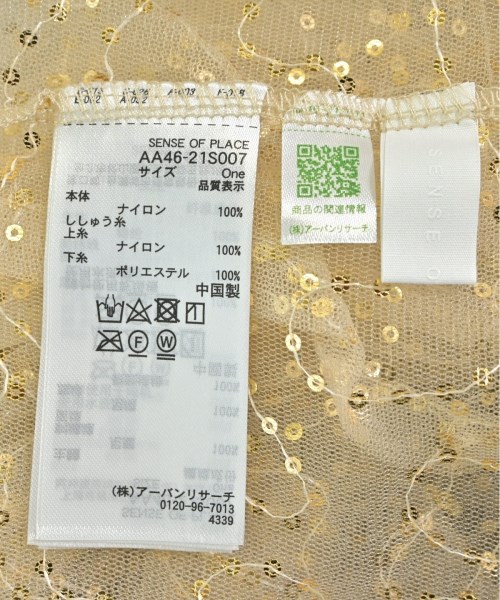 SENSE OF PLACE
AA46-21S007
サイズ One
品質表示
本体
ナイロン 100%
ししゅう糸
上糸
ナイロン 100%
下糸
ポリエステル 100%
中国製
F
W
(株)アーバンリサーチ
0120-96-7013
4339
商品の関連情報
(株)アーバンリサーチ
SENSE O